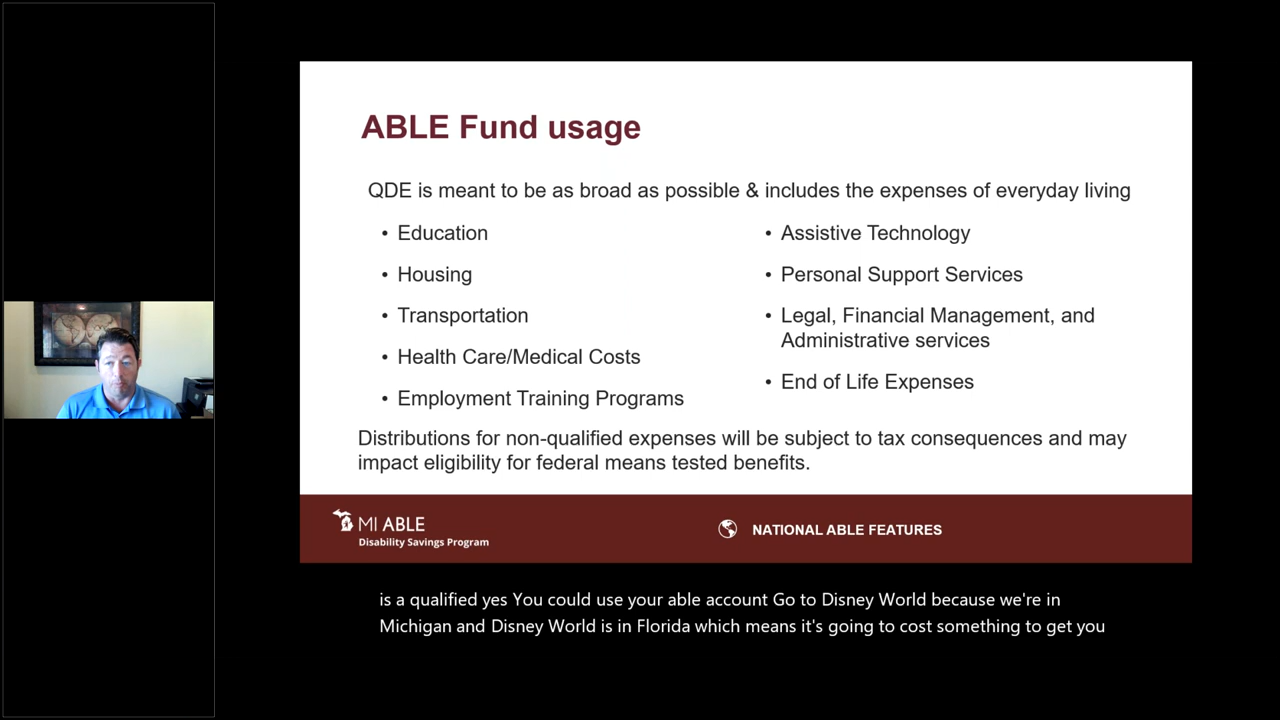 ABLE Fund usage
QDE is meant to be as broad as possible & includes the expenses of everyday living
• Education
• Housing
• Transportation
• Health Care/Medical Costs
• Employment Training Programs
• Assistive Technology
• Personal Support Services
• Legal, Financial Management, and
Administrative services
• End of Life Expenses
Distributions for non-qualified expenses will be subject to tax consequences and may
impact eligibility for federal means tested benefits.
MI ABLE
Disability Savings Program
NATIONAL ABLE FEATURES
is a qualified yes You could use your able account Go to Disney World because we're in
Michigan and Disney World is in Florida which means it's going to cost something to get you